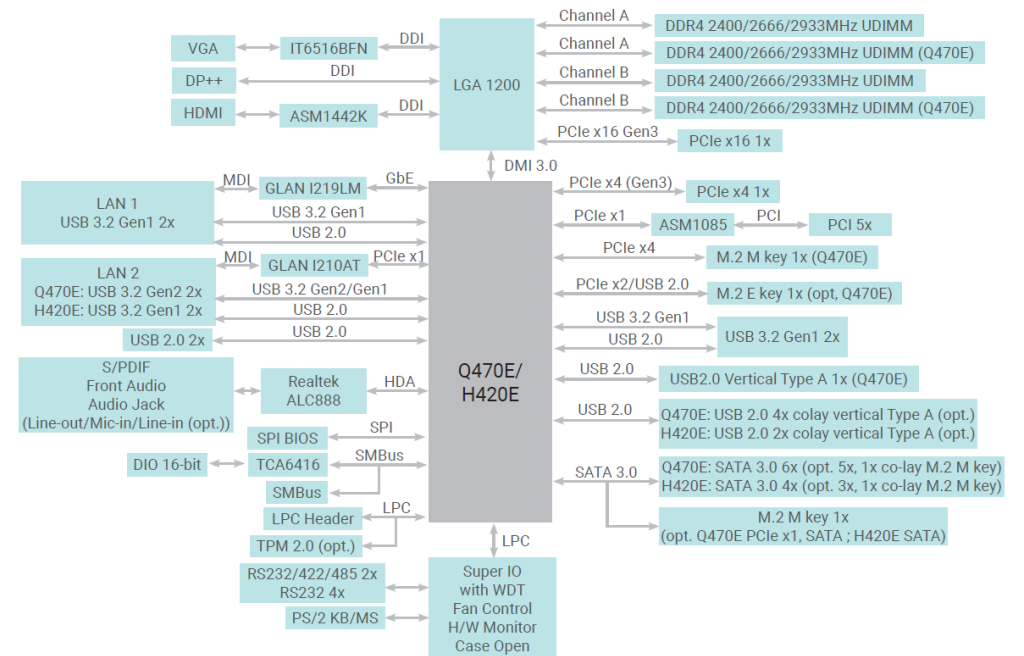 Channel A
DDR4 2400/2666/2933MHz UDIMM
VGA
IT6516BFN
DDI
LGA 1200
Channel A
DDR4 2400/2666/2933MHz UDIMM (Q470E)
DP++
DDI
Channel B
DDR4 2400/2666/2933MHz UDIMM
HDMI
ASM1442K
DDI
Channel B
DDR4 2400/2666/2933MHz UDIMM (Q470E)
PCIe x16 Gen3
PCIe x16 1x
DMI 3.0
LAN 1
USB 3.2 Gen1 2x
MDI
GLAN I219LM
GbE
USB 3.2 Gen1
USB 2.0
LAN 2
Q470E: USB 3.2 Gen2 2x
H420E: USB 3.2 Gen1 2x
MDI
GLAN I210AT
PCIe x1
USB 3.2 Gen2/Gen1
USB 2.0
USB 2.0 2x
USB 2.0
S/PDIF
Front Audio
Audio Jack
(Line-out/Mic-in/Line-in (opt.))
Realtek
ALC888
HDA
SPI BIOS
SPI
DIO 16-bit
TCA6416
SMBus
SMBus
LPC Header
LPC
TPM 2.0 (opt.)
Q470E/
H420E
PCIe x4 (Gen3)
PCIe x4 1x
PCIe x1
ASM1085
PCI
PCI 5x
PCIe x4
M.2 M key 1x (Q470E)
PCIe x2/USB 2.0
M.2 E key 1x (opt, Q470E)
USB 3.2 Gen1
USB 2.0
USB 3.2 Gen1 2x
USB 2.0
USB2.0 Vertical Type A 1x (Q470E)
USB 2.0
Q470E: USB 2.0 4x colay vertical Type A (opt.)
H420E: USB 2.0 2x colay vertical Type A (opt.)
SATA 3.0
Q470E: SATA 3.0 6x (opt. 5x, 1x co-lay M.2 M key)
H420E: SATA 3.0 4x (opt. 3x, 1x co-lay M.2 M key)
M.2 M key 1x
(opt. Q470E PCIe x1, SATA ; H420E SATA)
LPC
RS232/422/485 2x
RS232 4x
PS/2 KB/MS
Super IO
with WDT
Fan Control
H/W Monitor
Case Open